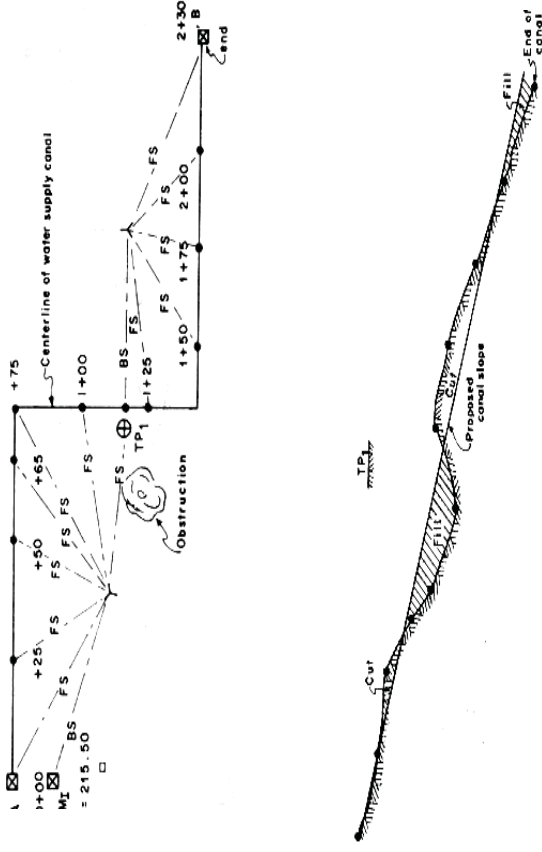 2+30
B
end
FS
FS
2+00
FS
1+75
FS
1+50
Centerline of water supply canal
+75
1+00
BS
FS
1+25
TP1
FS
FS
Obstruction
+65
FS
FS
+50
FS
+25
FS
FS
BS
0+00
= 215.50
End of canal
Fill
Cut
Proposed canal slope
TP1
Fill
Cut